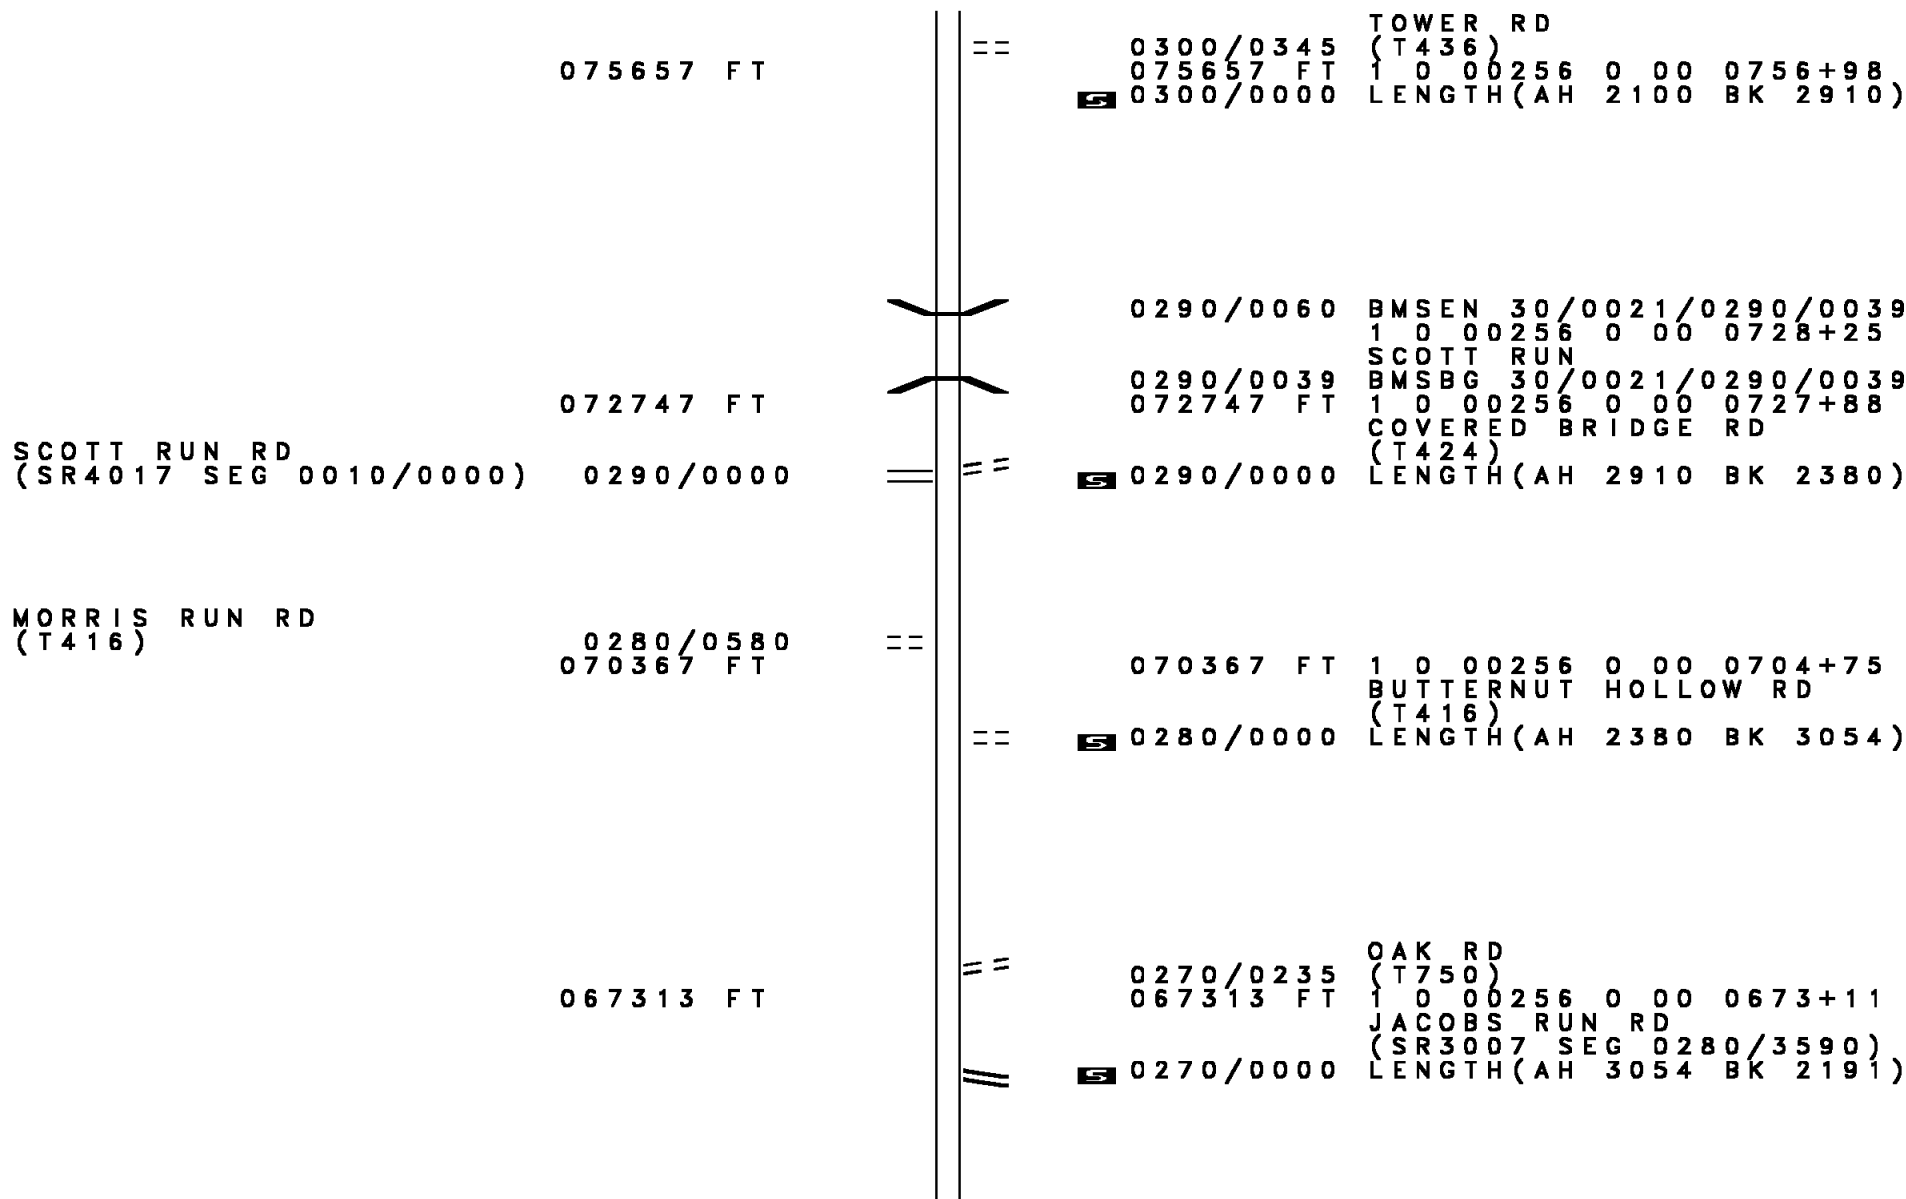 TOWER RD
0300/0345 (T436)
075657 FT 075657 FT 1 0 00256 0 00 0756+98
S 0300/0000 LENGTH(AH 2100 BK 2910)
0290/0060 BMSEN 30/0021/0290/0039
1 0 00256 0 00 0728+25
SCOTT RUN
0290/0039 BMSBG 30/0021/0290/0039
072747 FT 072747 FT 1 0 00256 0 00 0727+88
COVERED BRIDGE RD
SCOTT RUN RD (T424)
(SR4017 SEG 0010/0000) 0290/0000 S 0290/0000 LENGTH(AH 2910 BK 2380)
MORRIS RUN RD
(T416) 0280/0580
070367 FT 070367 FT 1 0 00256 0 00 0704+75
BUTTERNUT HOLLOW RD
(T416)
S 0280/0000 LENGTH(AH 2380 BK 3054)
OAK RD
0270/0235 (T750)
067313 FT 067313 FT 1 0 00256 0 00 0673+11
JACOBS RUN RD
(SR3007 SEG 0280/3590)
S 0270/0000 LENGTH(AH 3054 BK 2191)